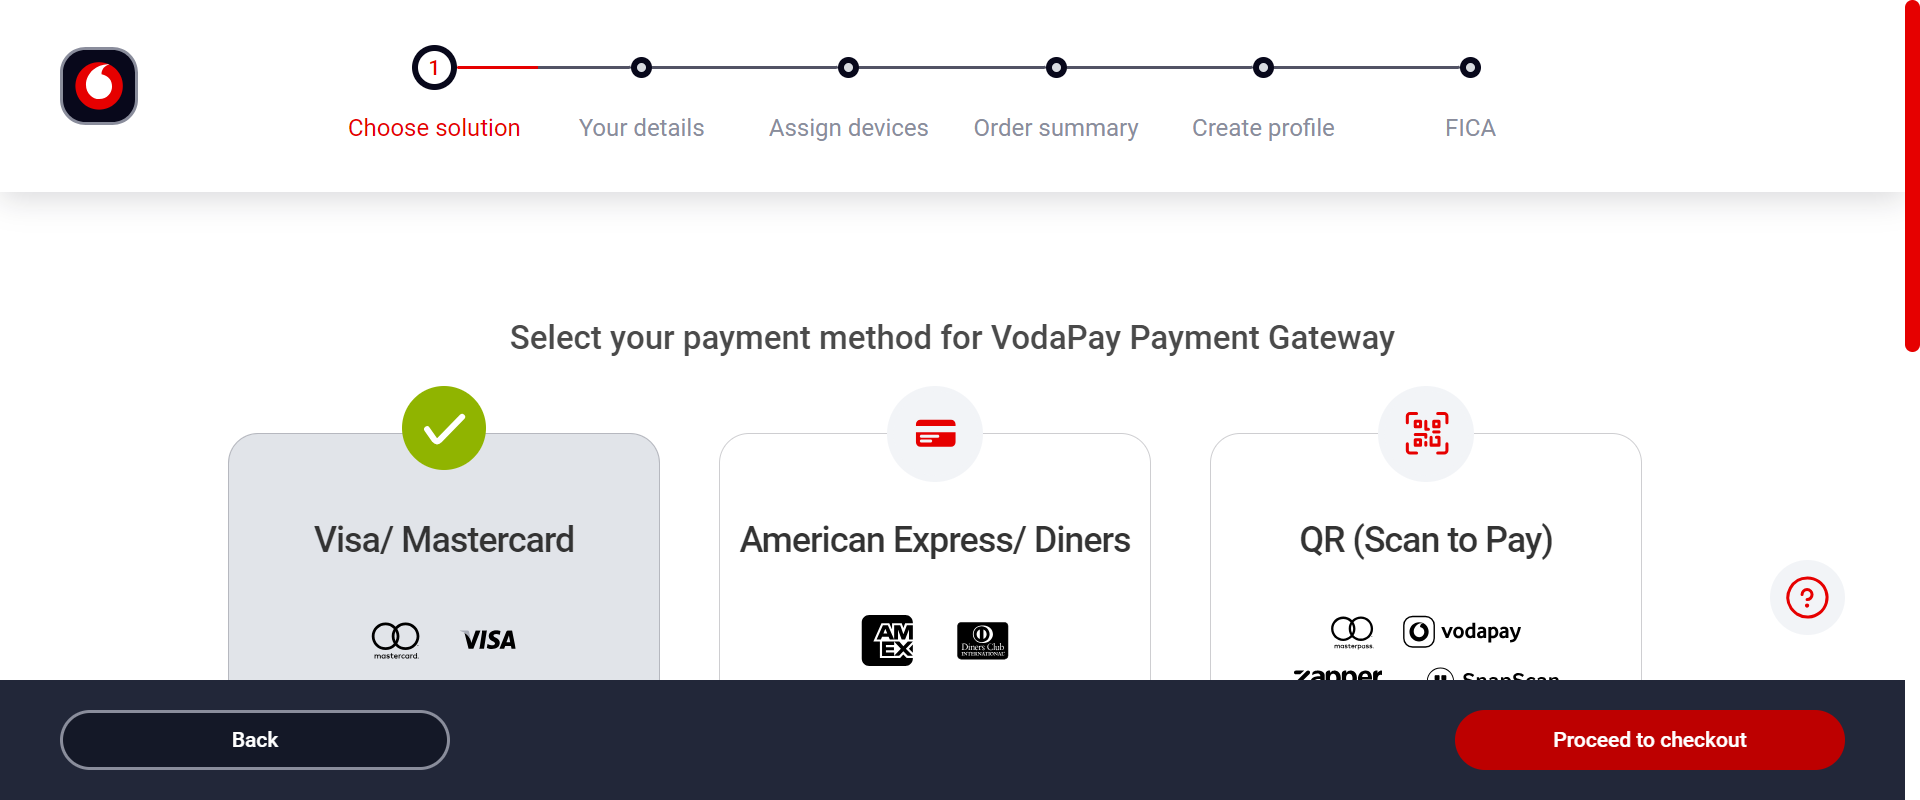 1
Choose solution
Your details
Assign devices
Order summary
Create profile
FICA
Select your payment method for VodaPay Payment Gateway
Visa/ Mastercard
American Express/ Diners
QR (Scan to Pay)
mastercard.
VISA
AM
EX
Diners Club
INTERNATIONAL
masterpass.
vodapay
zapper
SnapScan
Back
Proceed to checkout